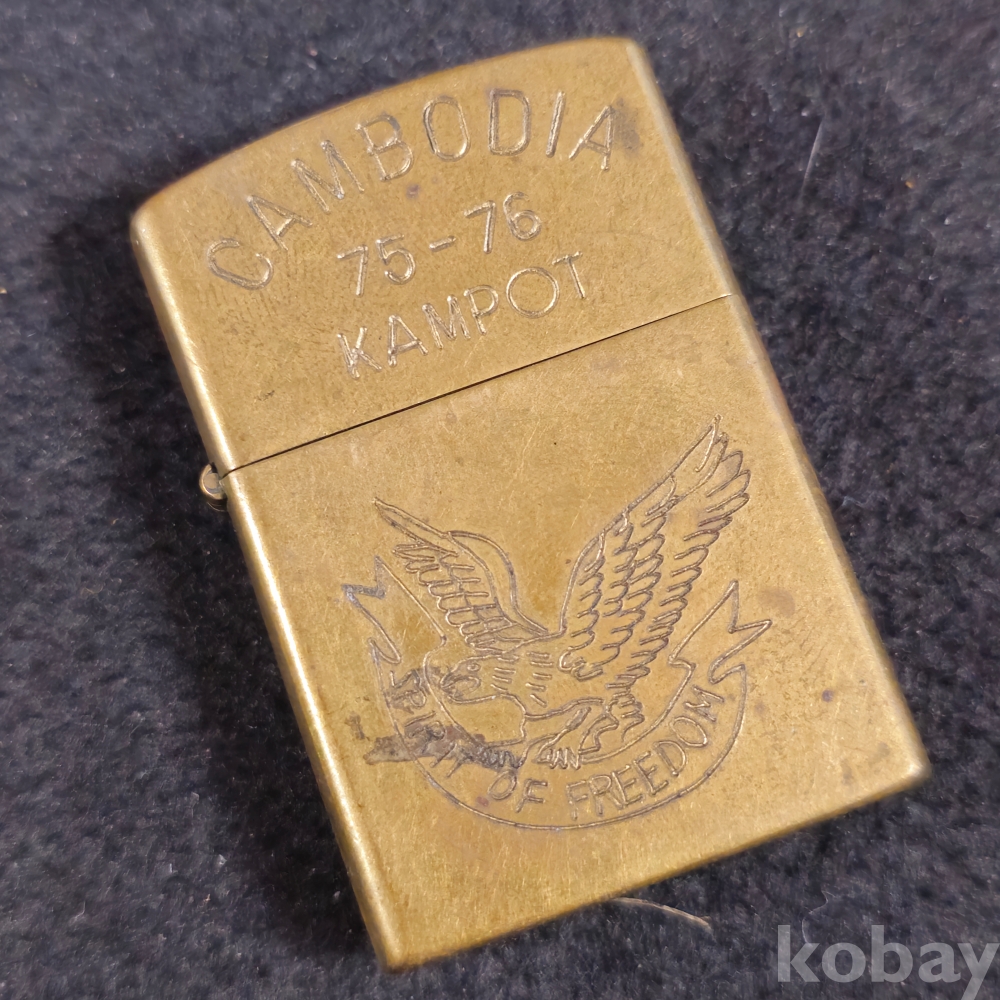 CAMBODIA
75-76
KAMPOT
SPIRIT OF FREEDOM
kobay